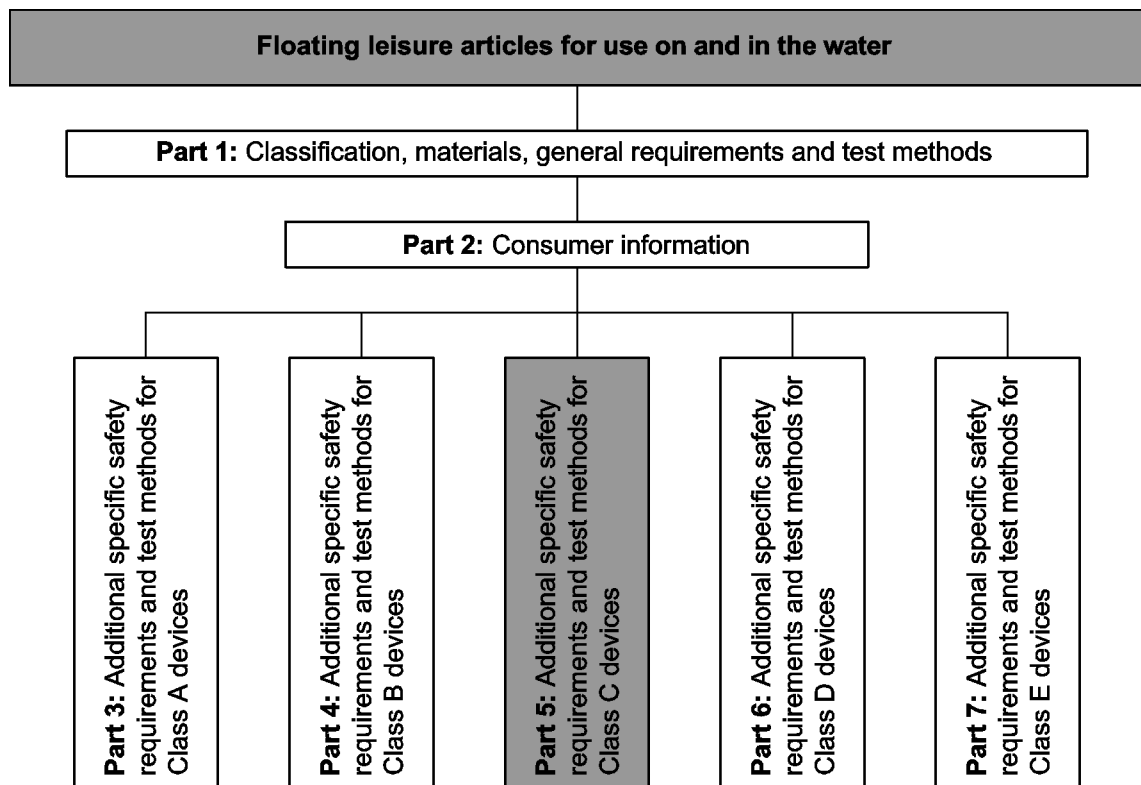 Floating leisure articles for use on and in the water
Part 1: Classification, materials, general requirements and test methods
Part 2: Consumer information
Part 3: Additional specific safety
requirements and test methods for
Class A devices
Part 4: Additional specific safety
requirements and test methods for
Class B devices
Part 5: Additional specific safety
requirements and test methods for
Class C devices
Part 6: Additional specific safety
requirements and test methods for
Class D devices
Part 7: Additional specific safety
requirements and test methods for
Class E devices